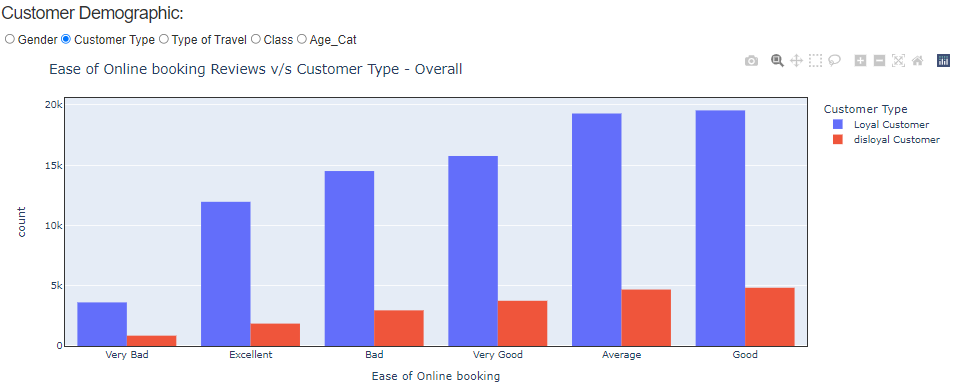 Customer Demographic:
Gender Customer Type Type of Travel Class Age_Cat
Ease of Online booking Reviews v/s Customer Type - Overall
20k
15k
10k
5k
0
count
Very Bad Excellent Bad Very Good Average Good
Ease of Online booking
Customer Type
Loyal Customer
disloyal Customer